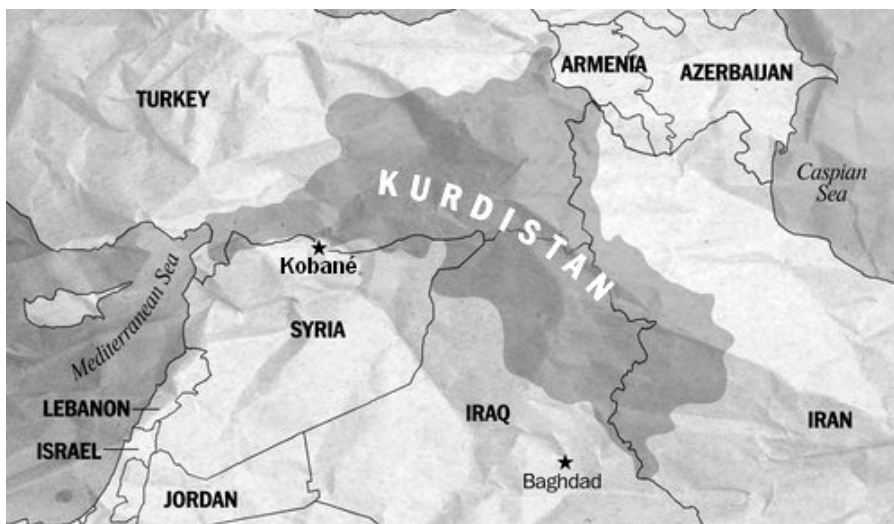 ARMENIA
AZERBAIJAN
TURKEY
Caspian
Sea
KURDISTAN
Kobané
Mediterranean Sea
SYRIA
LEBANON
IRAQ
IRAN
ISRAEL
Baghdad
JORDAN